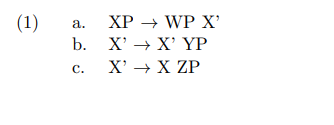 (1) a. XP → WP X’
b. X’ → X’ YP
c. X’ → X ZP